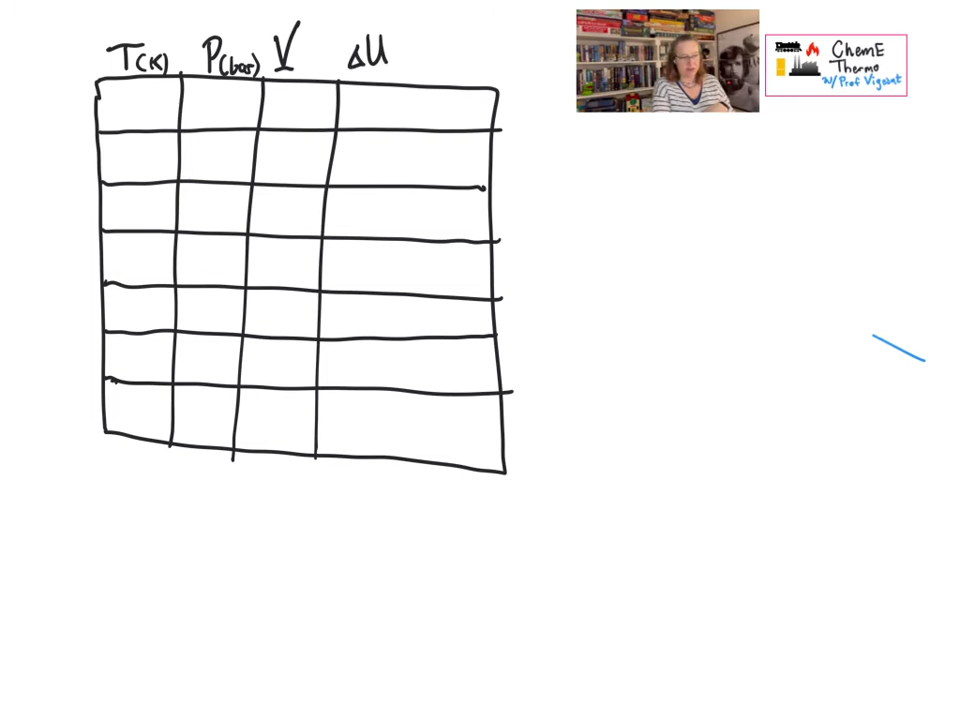 T(K) P(bar) V ΔU
ChemE
Thermo
w/ Prof Vigeant